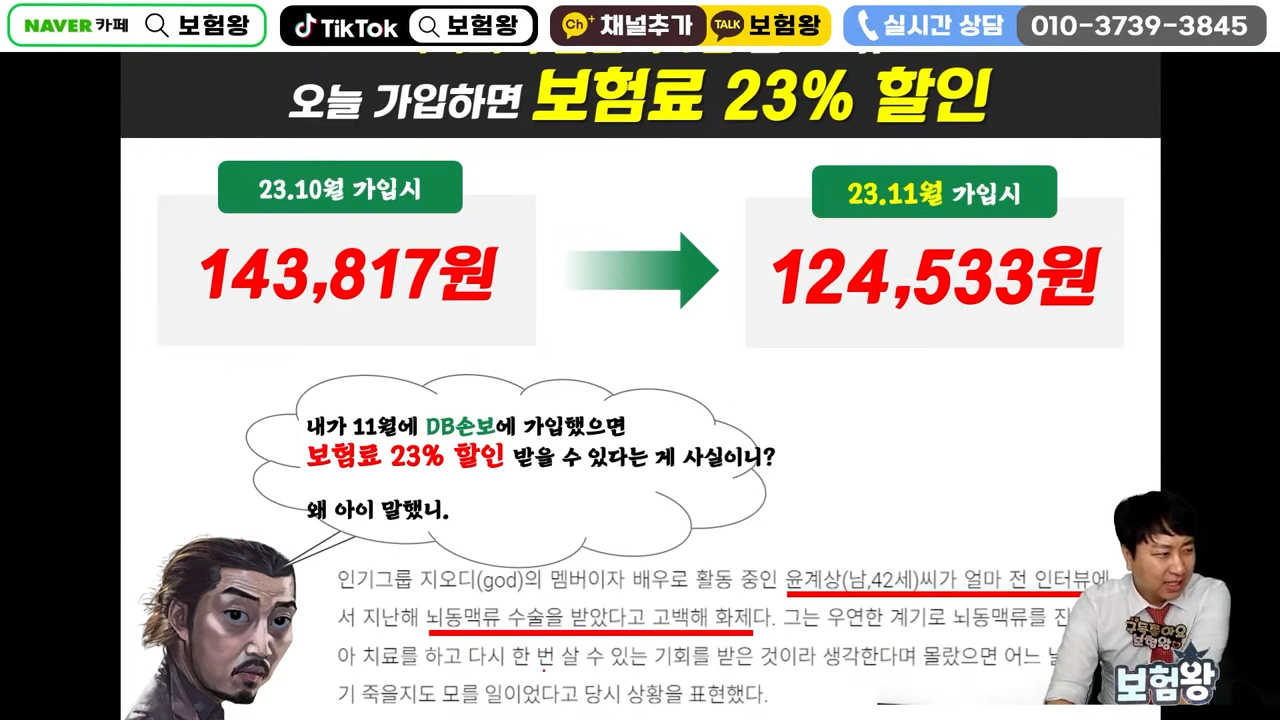 NAVER 카페 보험왕
TikTok 보험왕
Ch+ 채널추가 TALK 보험왕
실시간 상담 010-3739-3845
오늘 가입하면 보험료 23% 할인
23.10월 가입시
143,817원
23.11월 가입시
124,533원
내가 11월에 DB손보에 가입했으면
보험료 23% 할인 받을 수 있다는 게 사실이니?
왜 아이 말했니.
인기그룹 지오디(god)의 멤버이자 배우로 활동 중인 윤계상(남,42세)씨가 얼마 전 인터뷰에
서 지난해 뇌동맥류 수술을 받았다고 고백해 화제다. 그는 우연한 계기로 뇌동맥류를
아 치료를 하고 다시 한 번 살 수 있는 기회를 받은 것이라 생각한다며 몰랐으면 어느
기 죽을지도 모를 일이었다고 당시 상황을 표현했다.
보험왕
보험왕